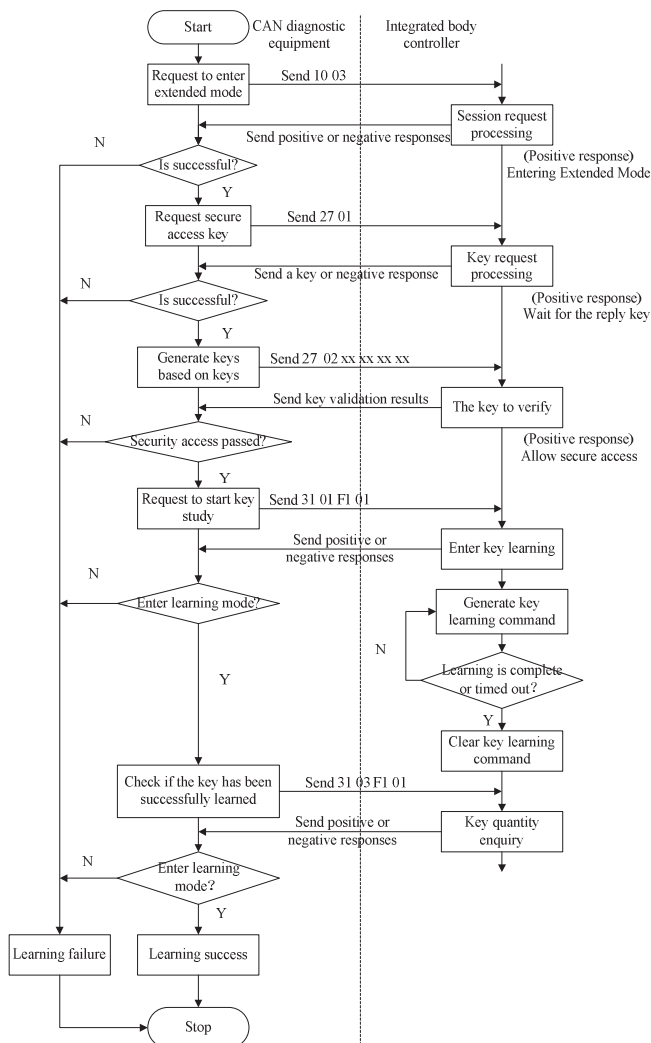 Start
CAN diagnostic
equipment
Integrated body
controller
Request to enter
extended mode
Send 10 03
Session request
processing
Send positive or negative responses
N
Is successful?
(Positive response)
Entering Extended Mode
Y
Request secure
access key
Send 27 01
Key request
processing
Send a key or negative response
N
Is successful?
(Positive response)
Wait for the reply key
Y
Generate keys
based on keys
Send 27 02 xx xx xx xx
Send key validation results
The key to verify
N
Security access passed?
(Positive response)
Allow secure access
Y
Request to start key
study
Send 31 01 F1 01
Send positive or
negative responses
Enter key learning
N
Enter learning mode?
Generate key
learning command
N
Learning is complete
or timed out?
Y
Y
Clear key learning
command
Check if the key has been
successfully learned
Send 31 03 F1 01
Send positive or
negative responses
Key quantity
enquiry
N
Enter learning
mode?
Y
Learning failure
Learning success
Stop